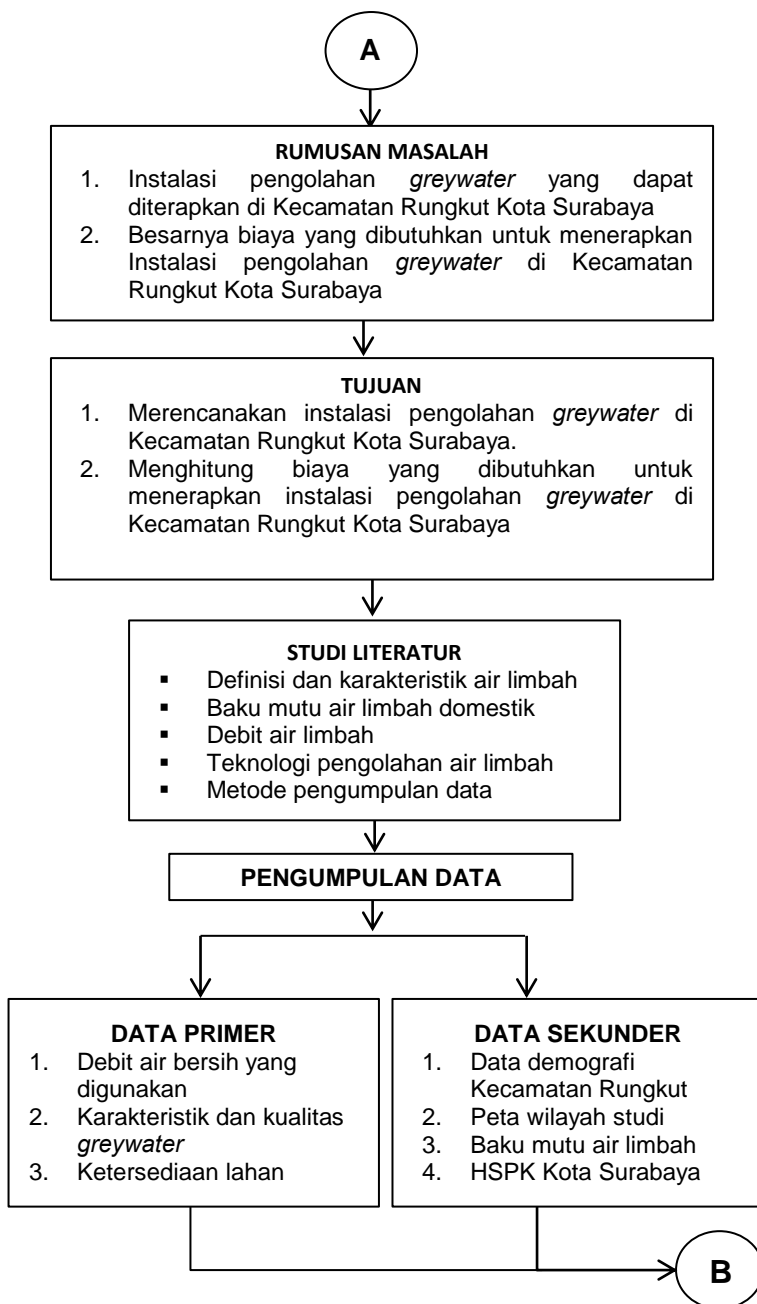 A
RUMUSAN MASALAH
1. Instalasi pengolahan greywater yang dapat
diterapkan di Kecamatan Rungkut Kota Surabaya
2. Besarnya biaya yang dibutuhkan untuk menerapkan
Instalasi pengolahan greywater di Kecamatan
Rungkut Kota Surabaya
TUJUAN
1. Merencanakan instalasi pengolahan greywater di
Kecamatan Rungkut Kota Surabaya.
2. Menghitung biaya yang dibutuhkan untuk
menerapkan instalasi pengolahan greywater di
Kecamatan Rungkut Kota Surabaya
STUDI LITERATUR
▪ Definisi dan karakteristik air limbah
▪ Baku mutu air limbah domestik
▪ Debit air limbah
▪ Teknologi pengolahan air limbah
▪ Metode pengumpulan data
PENGUMPULAN DATA
DATA PRIMER
1. Debit air bersih yang
digunakan
2. Karakteristik dan kualitas
greywater
3. Ketersediaan lahan
DATA SEKUNDER
1. Data demografi
Kecamatan Rungkut
2. Peta wilayah studi
3. Baku mutu air limbah
4. HSPK Kota Surabaya
B